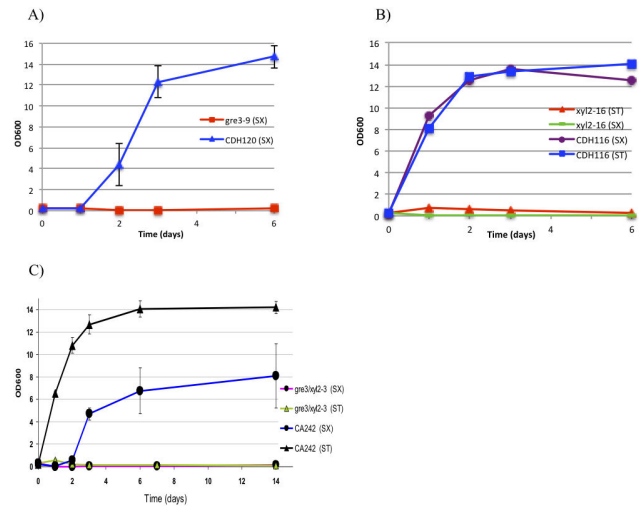 A)
16
14
12
10
8
6
4
2
0
OD600
0 2 4 6
Time (days)
gre3-9 (SX)
CDH120 (SX)
B)
16
14
12
10
8
6
4
2
0
OD600
0 2 4 6
Time (days)
xyl2-16 (ST)
xyl2-16 (SX)
CDH116 (SX)
CDH116 (ST)
C)
16
14
12
10
8
6
4
2
0
OD600
0 2 4 6 8 10 12 14
Time (days)
gre3/xyl2-3 (SX)
gre3/xyl2-3 (ST)
CA242 (SX)
CA242 (ST)